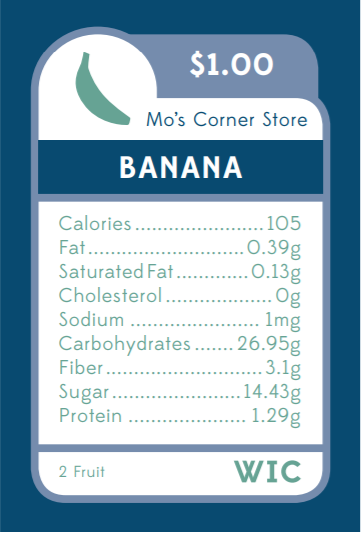 $1.00
Mo's Corner Store
BANANA
Calories........................105
Fat............................0.39g
Saturated Fat.............0.13g
Cholesterol...................0g
Sodium .......................1mg
Carbohydrates .......26.95g
Fiber............................3.1g
Sugar........................14.43g
Protein .....................1.29g
2 Fruit WIC